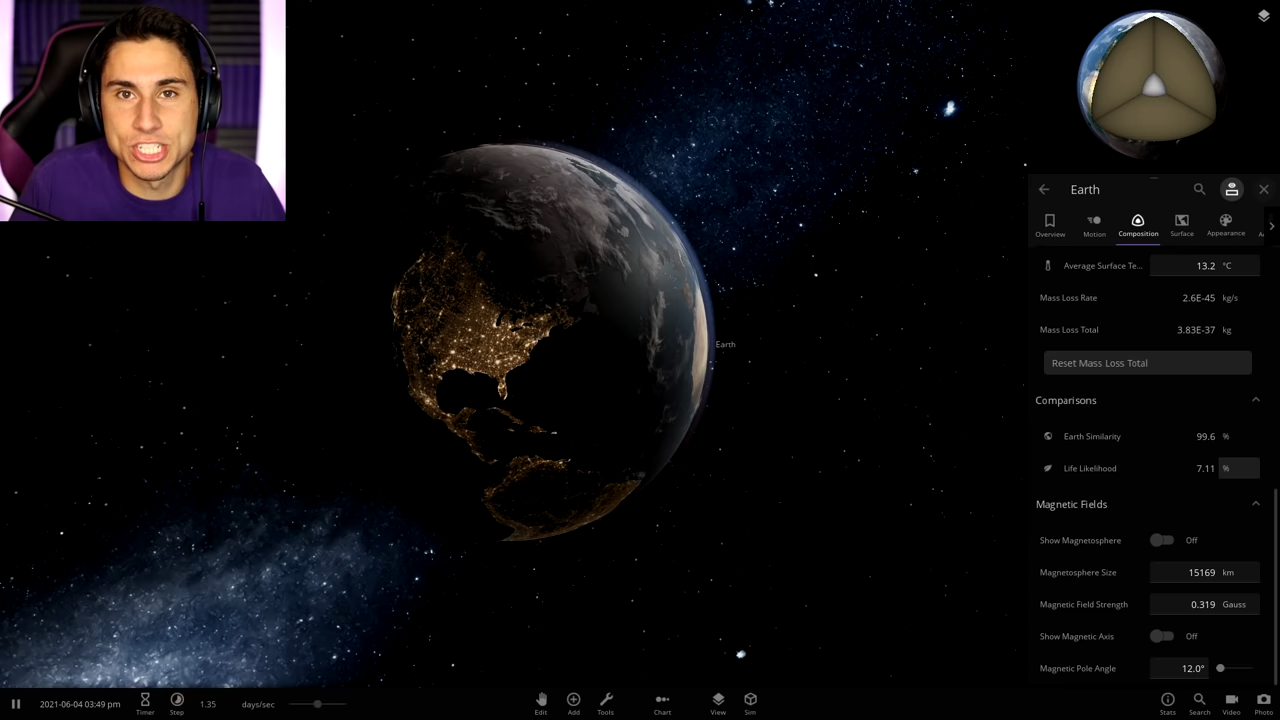 Earth
Earth
Overview
Motion
Composition
Surface
Appearance
Average Surface Te... 13.2 °C
Mass Loss Rate 2.6E-45 kg/s
Mass Loss Total 3.83E-37 kg
Reset Mass Loss Total
Comparisons
Earth Similarity 99.6 %
Life Likelihood 7.11 %
Magnetic Fields
Show Magnetosphere Off
Magnetosphere Size 15169 km
Magnetic Field Strength 0.319 Gauss
Show Magnetic Axis Off
Magnetic Pole Angle 12.0°
2021-06-04 03:49 pm
Timer
Step
1.35 days/sec
Edit
Add
Tools
Chart
View
Sim
Stats
Search
Video
Photo